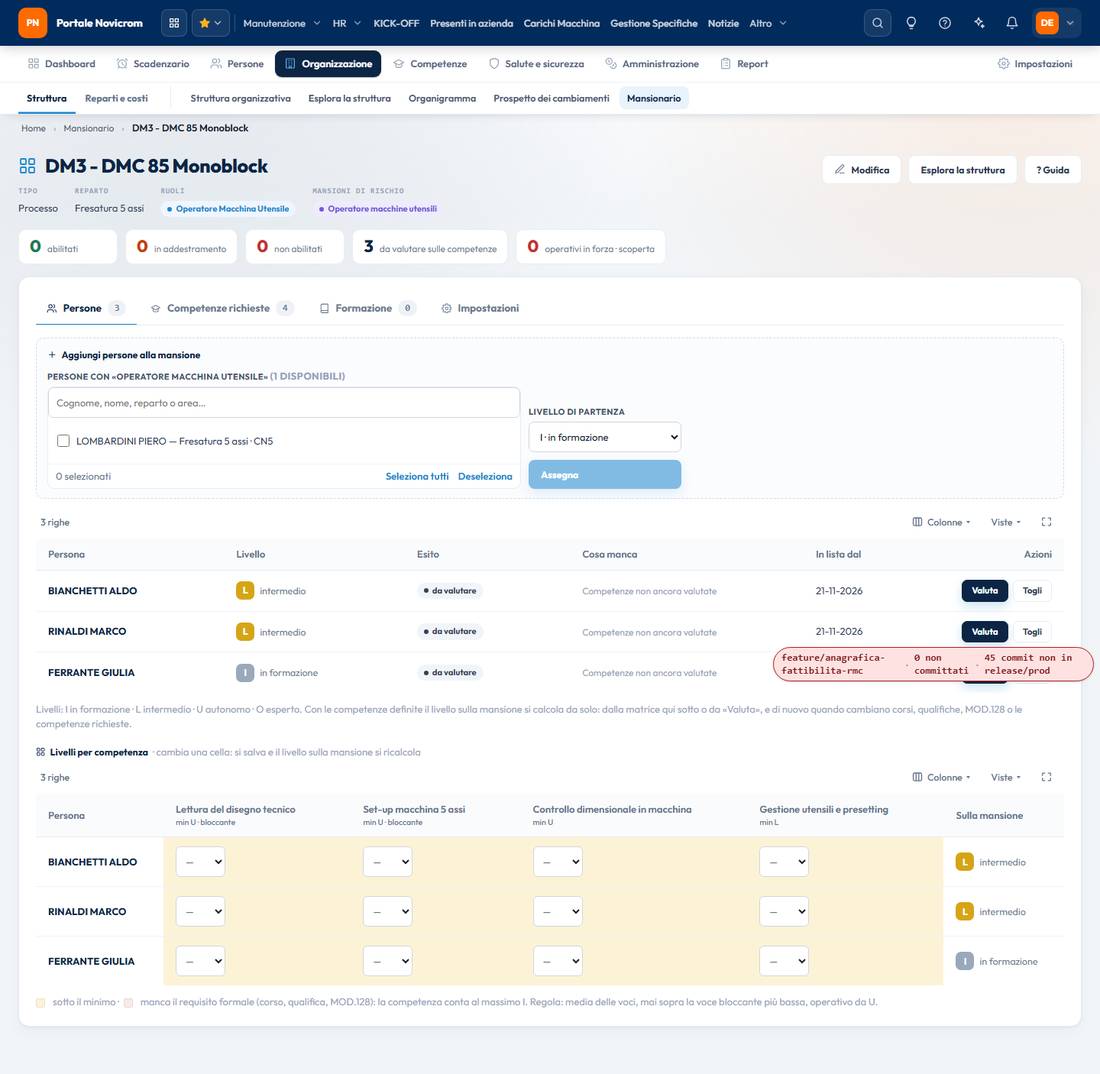 PN Portale Novicrom Manutenzione HR KICK-OFF Presenti in azienda Carichi Macchina Gestione Specifiche Notizie Altro DE
Dashboard Scadenzario Persone Organizzazione Competenze Salute e sicurezza Amministrazione Report Impostazioni
Struttura Reparti e costi Struttura organizzativa Esplora la struttura Organigramma Prospetto dei cambiamenti Mansionario
Home › Mansionario › DM3 - DMC 85 Monoblock
DM3 - DMC 85 Monoblock
Modifica Esplora la struttura ? Guida
TIPO REPARTO RUOLI MANSIONI DI RISCHIO
Processo Fresatura 5 assi Operatore Macchina Utensile Operatore macchine utensili
0 abilitati 0 in addestramento 0 non abilitati 3 da valutare sulle competenze 0 operativi in forza · scoperta
Persone 3 Competenze richieste 4 Formazione 0 Impostazioni
+ Aggiungi persone alla mansione
PERSONE CON «OPERATORE MACCHINA UTENSILE» (1 DISPONIBILI)
Cognome, nome, reparto o area...
LIVELLO DI PARTENZA
I · in formazione
LOMBARDINI PIERO — Fresatura 5 assi · CN5
0 selezionati Seleziona tutti Deseleziona
Assegna
3 righe Colonne Viste
Persona Livello Esito Cosa manca In lista dal Azioni
BIANCHETTI ALDO L intermedio da valutare Competenze non ancora valutate 21-11-2026 Valuta Togli
RINALDI MARCO L intermedio da valutare Competenze non ancora valutate 21-11-2026 Valuta Togli
FERRANTE GIULIA I in formazione da valutare Competenze non ancora valutate
feature/anagrafica-fattibilita-rmc · 0 non committati · 45 commit non in release/prod
Livelli: I in formazione · L intermedio · U autonomo · O esperto. Con le competenze definite il livello sulla mansione si calcola da solo: dalla matrice qui sotto o da «Valuta», e di nuovo quando cambiano corsi, qualifiche, MOD.128 o le
competenze richieste.
Livelli per competenza · cambia una cella: si salva e il livello sulla mansione si ricalcola
3 righe Colonne Viste
Persona Lettura del disegno tecnico Set-up macchina 5 assi Controllo dimensionale in macchina Gestione utensili e presetting Sulla mansione
min U · bloccante min U · bloccante min U min L
BIANCHETTI ALDO — — — — L intermedio
RINALDI MARCO — — — — L intermedio
FERRANTE GIULIA — — — — I in formazione
sotto il minimo · manca il requisito formale (corso, qualifica, MOD.128): la competenza conta al massimo I. Regola: media delle voci, mai sopra la voce bloccante più bassa, operativo da U.